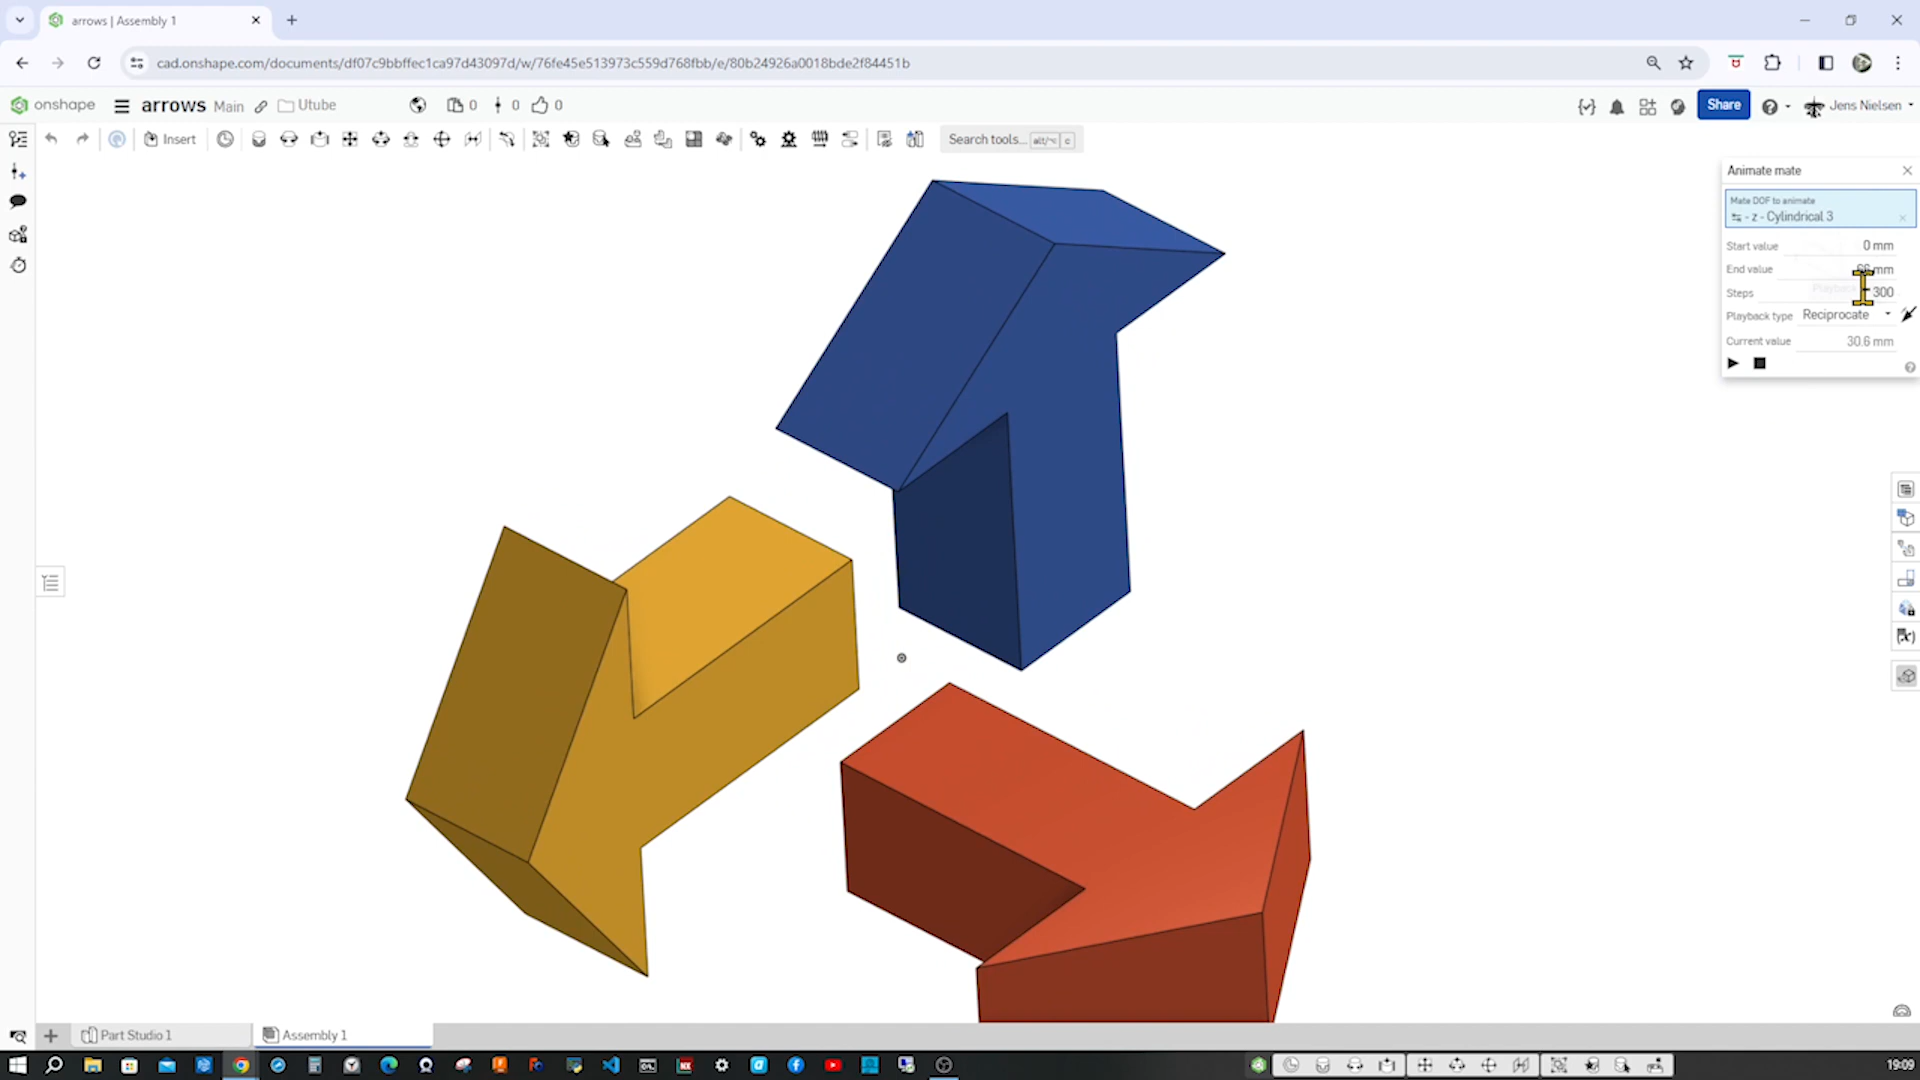 arrows | Assembly 1
cad.onshape.com/documents/df07c9bbffec1ca97d43097d/w/76fe45e513973c559d768fbb/e/80b24926a0018bde2f84451b
onshape arrows Main Utube 0 0 0 Share Jens Nielsen
Insert Search tools... alt/⌥ c
Animate mate
Mate DOF to animate
- z - Cylindrical 3
Start value 0 mm
End value mm
Steps 300
Playback type Reciprocate
Current value 30.6 mm
Part Studio 1 Assembly 1
19:09